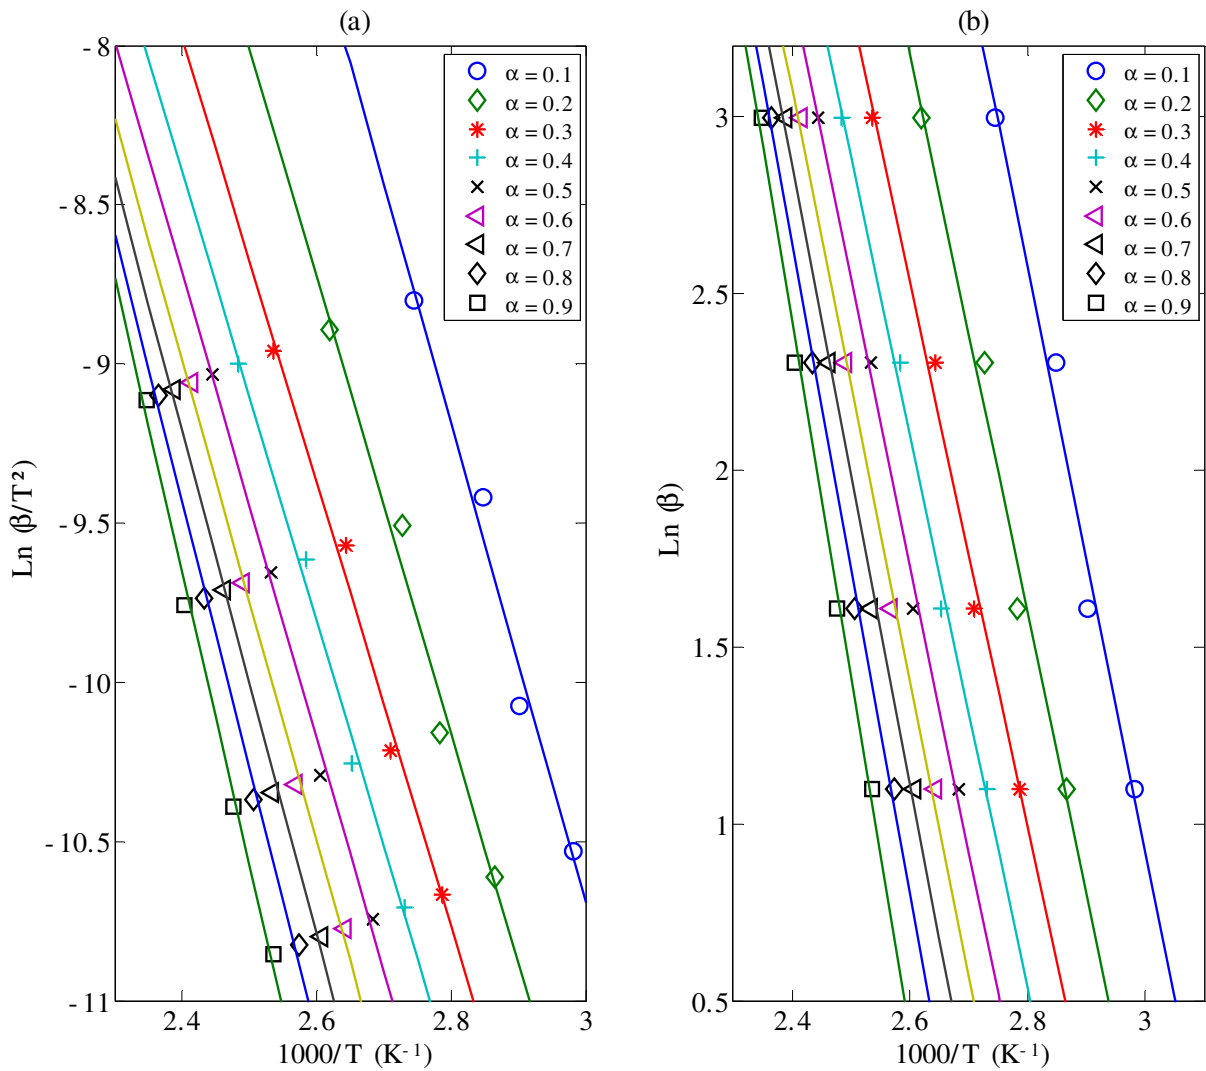 (a)
-8
-8.5
-9
-9.5
-10
-10.5
-11
2.4
2.6
2.8
3
Ln (β/T²)
1000/T (K⁻¹)
α = 0.1
α = 0.2
α = 0.3
α = 0.4
α = 0.5
α = 0.6
α = 0.7
α = 0.8
α = 0.9
(b)
3
2.5
2
1.5
1
0.5
2.4
2.6
2.8
3
Ln (β)
1000/T (K⁻¹)
α = 0.1
α = 0.2
α = 0.3
α = 0.4
α = 0.5
α = 0.6
α = 0.7
α = 0.8
α = 0.9